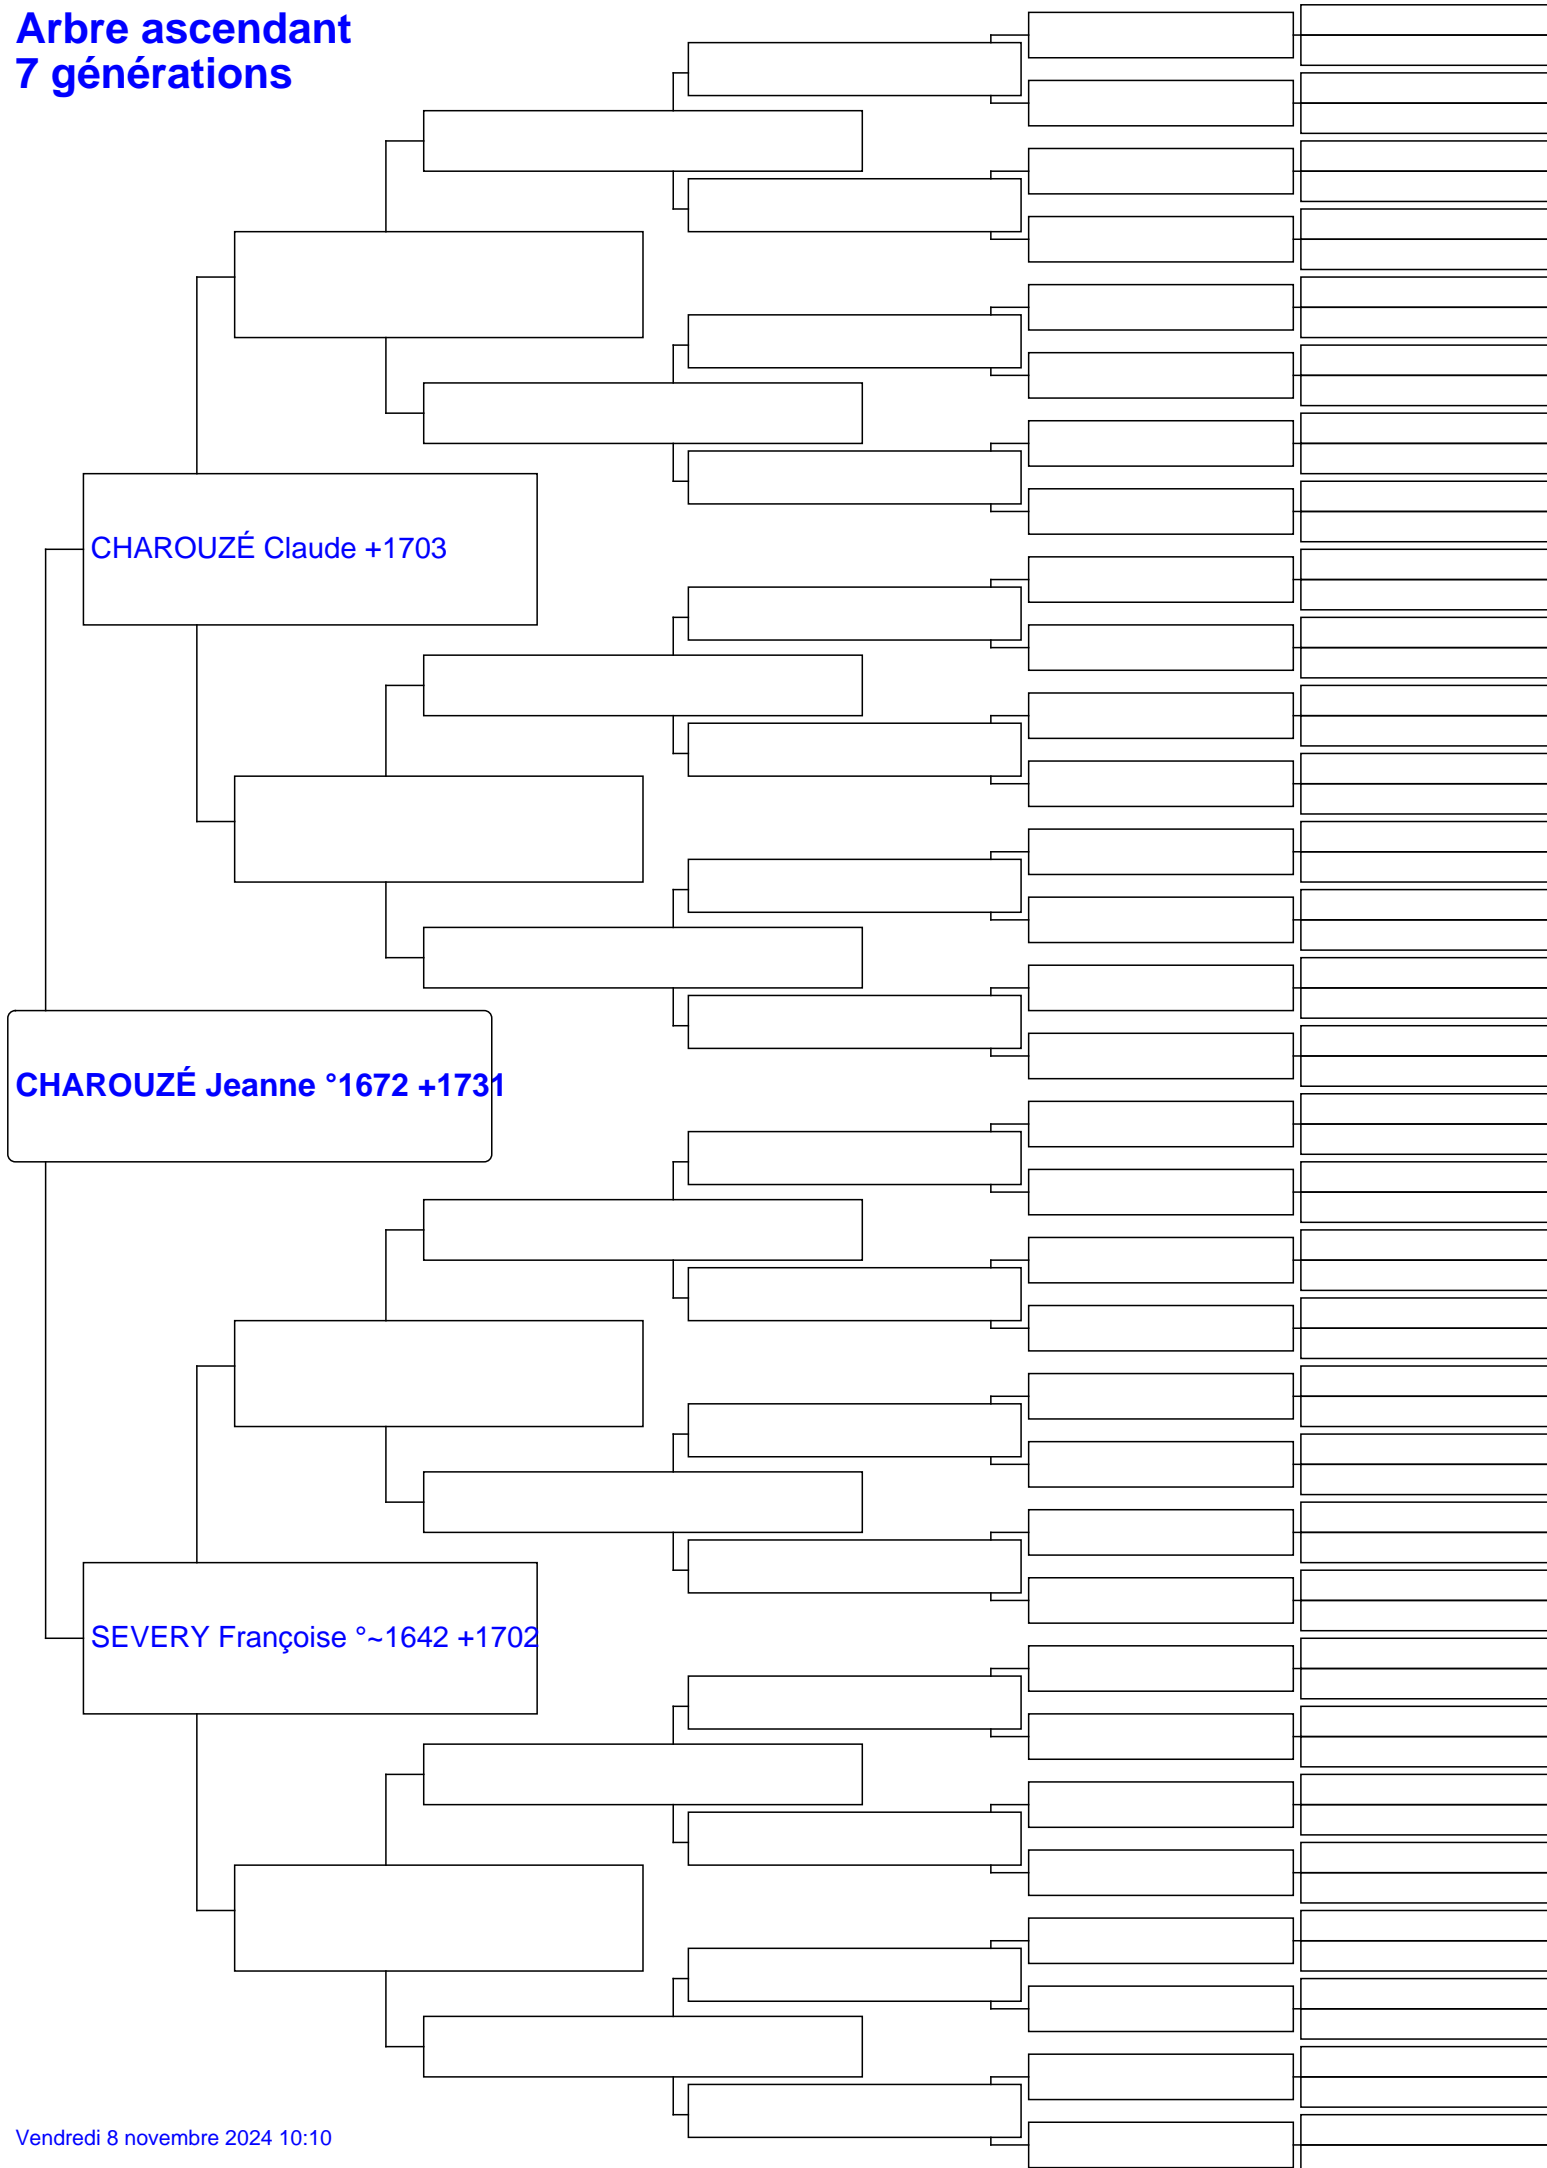 Arbre ascendant
7 générations
CHAROUZÉ Claude +1703
CHAROUZÉ Jeanne °1672 +1731
SEVERY Françoise °~1642 +1702
Vendredi 8 novembre 2024 10:10